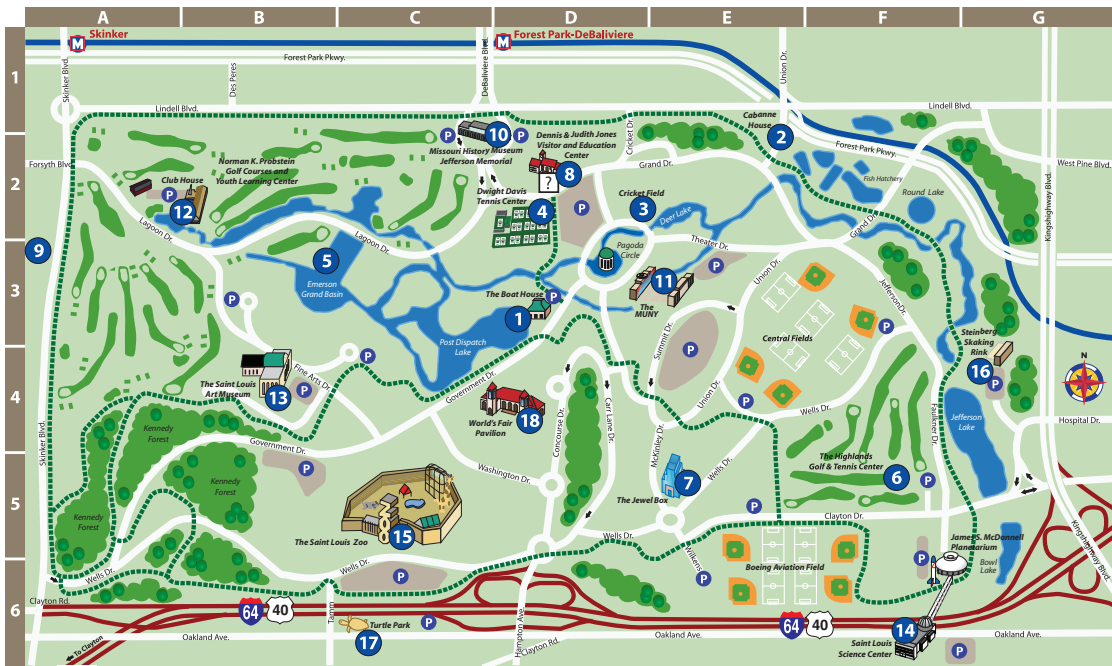 A B C D E F G
1
2
3
4
5
6
M Skinker
M Forest Park-DeBaliviere
Forest Park Pkwy.
Skinker Blvd.
Des Peres
DeBaliviere Blvd.
Union Dr.
Lindell Blvd.
Lindell Blvd.
Cabanne
House
2
Forest Park Pkwy.
West Pine Blvd.
Kingshighway Blvd.
Forsyth Blvd.
Norman K. Probstein
Golf Courses and
Youth Learning Center
Club House
P
12
Lagoon Dr.
P
10
P
Missouri History Museum
Jefferson Memorial
Dennis & Judith Jones
Visitor and Education
Center
8
?
Cricket Dr.
Grand Dr.
Dwight Davis
Tennis Center
4
P
Cricket Field
3
Deer Lake
Fish Hatchery
Round Lake
Grand Dr.
9
5
Lagoon Dr.
Emerson
Grand Basin
Pagoda
Circle
Theater Dr.
P
11
The
MUNY
Union Dr.
Jefferson Dr.
P
The Boat House
P
1
Post Dispatch
Lake
Summit Dr.
P
Central Fields
P
Steinberg
Skaking
Rink
16
P
N
The Saint Louis
Art Museum
13
P
Fine Arts Dr.
P
Government Dr.
World's Fair
Pavilion
18
Concourse Dr.
Carr Lane Dr.
McKinley Dr.
Union Dr.
P
Wells Dr.
Faulkner Dr.
Jefferson
Lake
Hospital Dr.
Skinker Blvd.
Kennedy
Forest
Government Dr.
P
Kennedy
Forest
Kennedy
Forest
Washington Dr.
ZOO
The Saint Louis Zoo
15
The Jewel Box
7
Wells Dr.
P
The Highlands
Golf & Tennis Center
6
P
Clayton Dr.
Wells Dr.
Wells Dr.
Wells Dr.
P
Wilkens
P
Boeing Aviation Field
P
James S. McDonnell
Planetarium
Bowl
Lake
Kingshighway Blvd.
Clayton Rd.
64 40
Tamm
Turtle Park
P
17
Hampton Ave.
Oakland Ave.
To Clayton
Clayton Rd.
Oakland Ave.
64 40
14
Saint Louis
Science Center
P
Oakland Ave.